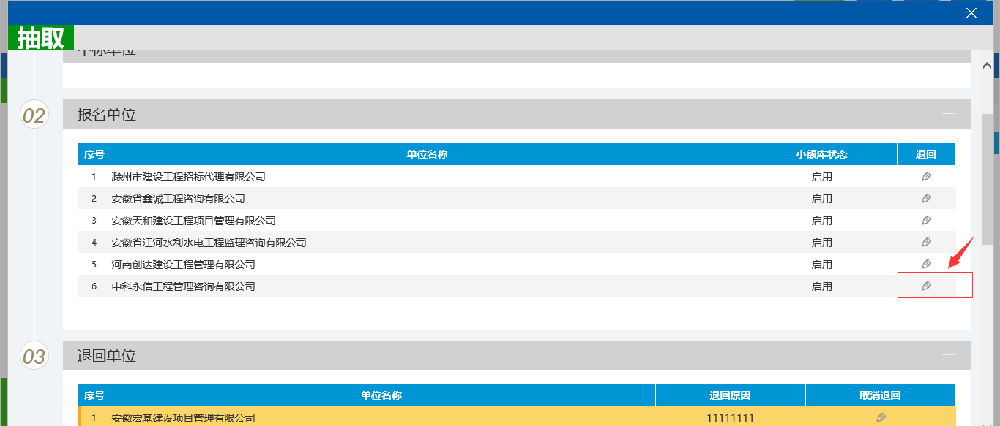 抽取
中标单位
02
报名单位
序号 单位名称 小额库状态 退回
1 滁州市建设工程招标代理有限公司 启用
2 安徽省鑫诚工程咨询有限公司 启用
3 安徽天和建设工程项目管理有限公司 启用
4 安徽省江河水利水电工程监理咨询有限公司 启用
5 河南创达建设工程管理有限公司 启用
6 中科永信工程管理咨询有限公司 启用
03
退回单位
序号 单位名称 退回原因 取消退回
1 安徽宏基建设项目管理有限公司 11111111